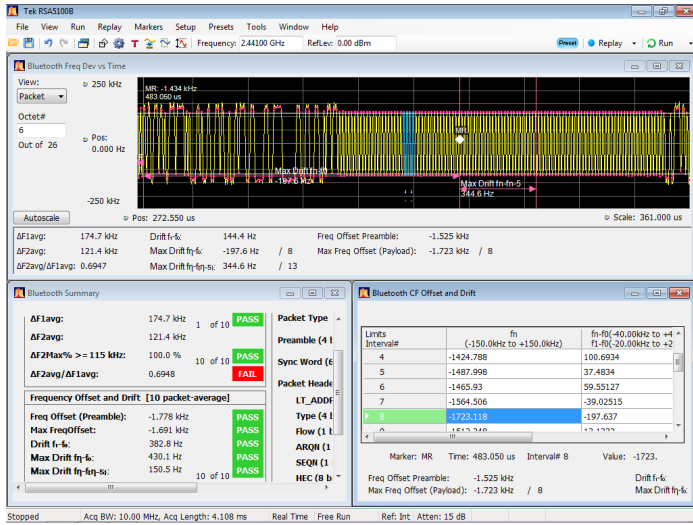 Tek RSA5100B
File View Run Replay Markers Setup Presets Tools Window Help
Frequency: 2.44100 GHz RefLev: 0.00 dBm Preset Replay Run
Bluetooth Freq Dev vs Time
View:
Packet
Octet#
6
Out of 26
250 kHz
Pos:
0.000 Hz
-250 kHz
MR: -1.434 kHz
483.050 us
MR
Max Drift fn-f0
-197.6 Hz
Max Drift fn-fn-5
344.6 Hz
Autoscale Pos: 272.550 us Scale: 361.000 us
ΔF1avg: 174.7 kHz Drift f₁-f₀: 144.4 Hz Freq Offset Preamble: -1.525 kHz
ΔF2avg: 121.4 kHz Max Drift fn-f₀: -197.6 Hz / 8 Max Freq Offset (Payload): -1.723 kHz / 8
ΔF2avg/ΔF1avg: 0.6947 Max Drift fn-fn-5: 344.6 Hz / 13
Bluetooth Summary
ΔF1avg: 174.7 kHz 1 of 10 PASS
ΔF2avg: 121.4 kHz
ΔF2Max% >= 115 kHz: 100.0 % 10 of 10 PASS
ΔF2avg/ΔF1avg: 0.6948 FAIL
Frequency Offset and Drift [10 packet-average]
Freq Offset (Preamble): -1.778 kHz PASS
Max FreqOffset: -1.691 kHz PASS
Drift f₁-f₀: 382.8 Hz PASS
Max Drift fn-f₀: 430.1 Hz PASS
Max Drift fn-fn-5: 150.5 Hz 10 of 10 PASS
Packet Type
Preamble (4 b
Sync Word (6
Packet Heade
LT_ADDR
Type (4 b
Flow (1 b
ARQN (1
SEQN (1
HEC (8 b
Bluetooth CF Offset and Drift
Limits fn fn-f0(-40.00kHz to +4
Interval# (-150.0kHz to +150.0kHz) f1-f0(-20.00kHz to +2
4 -1424.788 100.6934
5 -1487.998 37.4834
6 -1465.93 59.55127
7 -1564.506 -39.02515
8 -1723.118 -197.637
Marker: MR Time: 483.050 us Interval# 8 Value: -1723.
Freq Offset Preamble: -1.525 kHz Drift f₁-f₀:
Max Freq Offset (Payload): -1.723 kHz / 8 Max Drift fn-f₀:
Stopped Acq BW: 10.00 MHz, Acq Length: 4.108 ms Real Time Free Run Ref: Int Atten: 15 dB